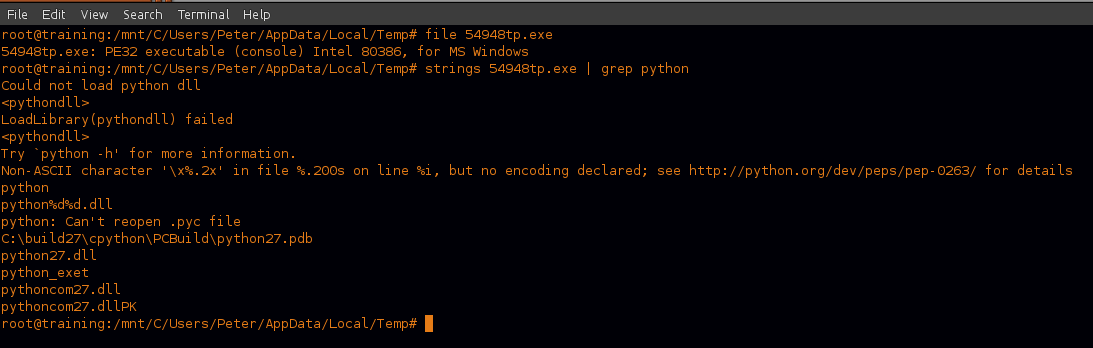 File Edit View Search Terminal Help
root@training:/mnt/C/Users/Peter/AppData/Local/Temp# file 54948tp.exe
54948tp.exe: PE32 executable (console) Intel 80386, for MS Windows
root@training:/mnt/C/Users/Peter/AppData/Local/Temp# strings 54948tp.exe | grep python
Could not load python dll
<pythondll>
LoadLibrary(pythondll) failed
<pythondll>
Try `python -h' for more information.
Non-ASCII character '\x%.2x' in file %.200s on line %i, but no encoding declared; see http://python.org/dev/peps/pep-0263/ for details
python
python%d%d.dll
python: Can't reopen .pyc file
C:\build27\cpython\PCBuild\python27.pdb
python27.dll
python_exet
pythoncom27.dll
pythoncom27.dllPK
root@training:/mnt/C/Users/Peter/AppData/Local/Temp#